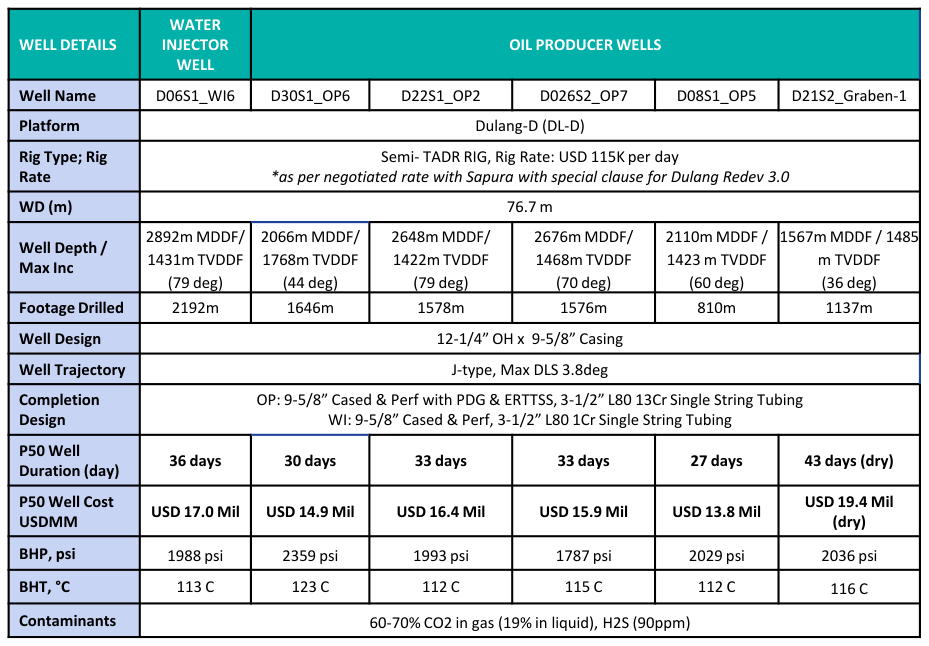 WELL DETAILS
WATER
INJECTOR
WELL
OIL PRODUCER WELLS
Well Name
D06S1_WI6
D30S1_OP6
D22S1_OP2
D026S2_OP7
D08S1_OP5
D21S2_Graben-1
Platform
Dulang-D (DL-D)
Rig Type; Rig
Rate
Semi- TADR RIG, Rig Rate: USD 115K per day
*as per negotiated rate with Sapura with special clause for Dulang Redev 3.0
WD (m)
76.7 m
Well Depth /
Max Inc
2892m MDDF/
1431m TVDDF
(79 deg)
2066m MDDF/
1768m TVDDF
(44 deg)
2648m MDDF/
1422m TVDDF
(79 deg)
2676m MDDF/
1468m TVDDF
(70 deg)
2110m MDDF /
1423 m TVDDF
(60 deg)
1567m MDDF / 1485
m TVDDF
(36 deg)
Footage Drilled
2192m
1646m
1578m
1576m
810m
1137m
Well Design
12-1/4” OH x 9-5/8” Casing
Well Trajectory
J-type, Max DLS 3.8deg
Completion
Design
OP: 9-5/8” Cased & Perf with PDG & ERTTSS, 3-1/2” L80 13Cr Single String Tubing
WI: 9-5/8” Cased & Perf, 3-1/2” L80 1Cr Single String Tubing
P50 Well
Duration (day)
36 days
30 days
33 days
33 days
27 days
43 days (dry)
P50 Well Cost
USDMM
USD 17.0 Mil
USD 14.9 Mil
USD 16.4 Mil
USD 15.9 Mil
USD 13.8 Mil
USD 19.4 Mil
(dry)
BHP, psi
1988 psi
2359 psi
1993 psi
1787 psi
2029 psi
2036 psi
BHT, °C
113 C
123 C
112 C
115 C
112 C
116 C
Contaminants
60-70% CO2 in gas (19% in liquid), H2S (90ppm)